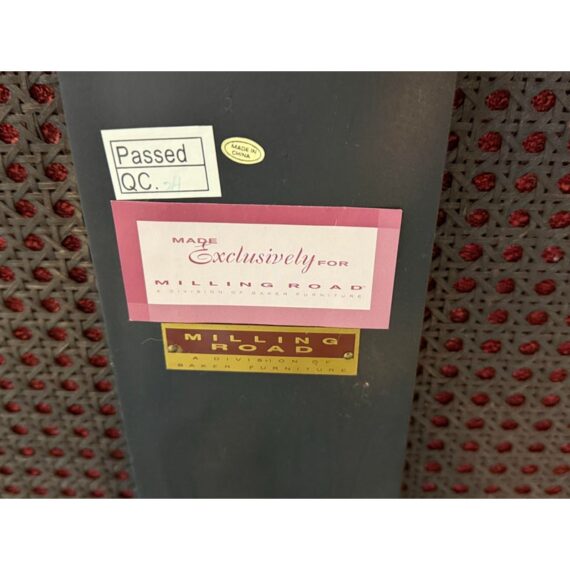 Passed
QC. 24
MADE IN
CHINA
MADE
Exclusively FOR
MILLING ROAD®
A DIVISION OF BAKER FURNITURE
MILLING
ROAD
A DIVISION OF
BAKER FURNITURE